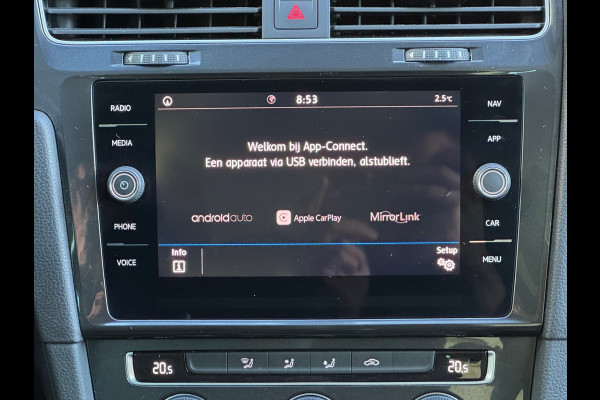 RADIO
MEDIA
PHONE
VOICE
8:53
2.5°C
Welkom bij App-Connect.
Een apparaat via USB verbinden, alstublieft.
androidauto
Apple CarPlay
MirrorLink
Info
Setup
NAV
APP
CAR
MENU
20.5
20.5